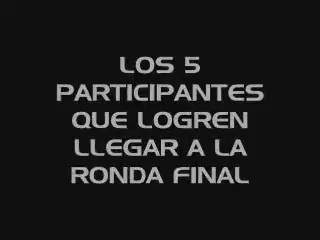 LOS 5
PARTICIPANTES
QUE LOGREN
LLEGAR A LA
RONDA FINAL